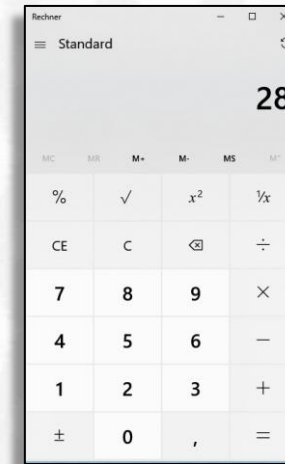 Rechner
Standard
28
MC MR M+ M- MS M
% √ x² ¹/x
CE C ÷
7 8 9 ×
4 5 6 −
1 2 3 +
± 0 , =